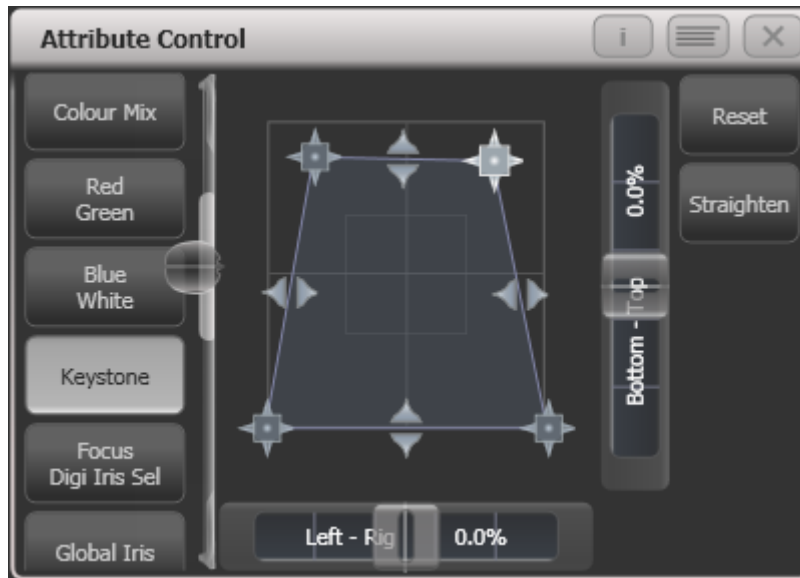 Attribute Control
i
Colour Mix
Red
Green
Blue
White
Keystone
Focus
Digi Iris Sel
Global Iris
Reset
Straighten
Bottom - Top
0.0%
Left - Rig
0.0%